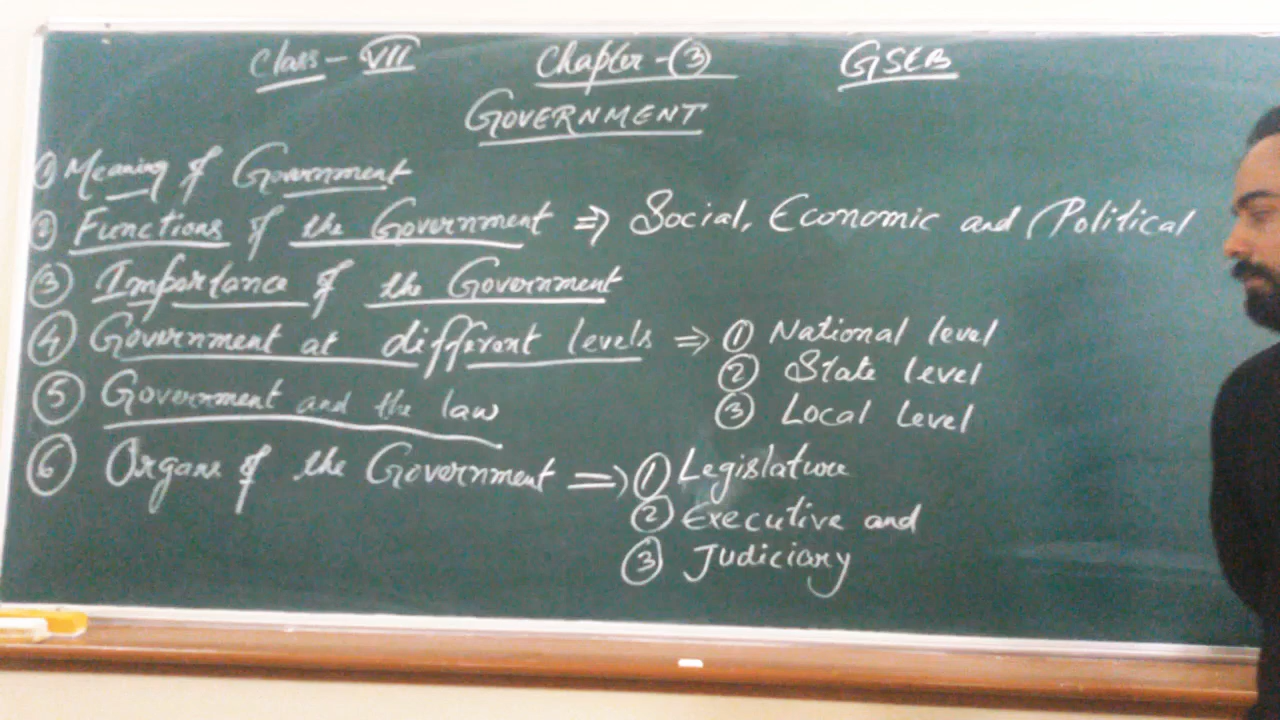 Class - VII Chapter - (3) GSEB
GOVERNMENT
① Meaning of Government
② Functions of the Government ⇒ Social, Economic and Political
③ Importance of the Government
④ Government at different levels ⇒ ① National level
② State level
③ Local Level
⑤ Government and the law
⑥ Organs of the Government ⇒ ① Legislature
② Executive and
③ Judiciary